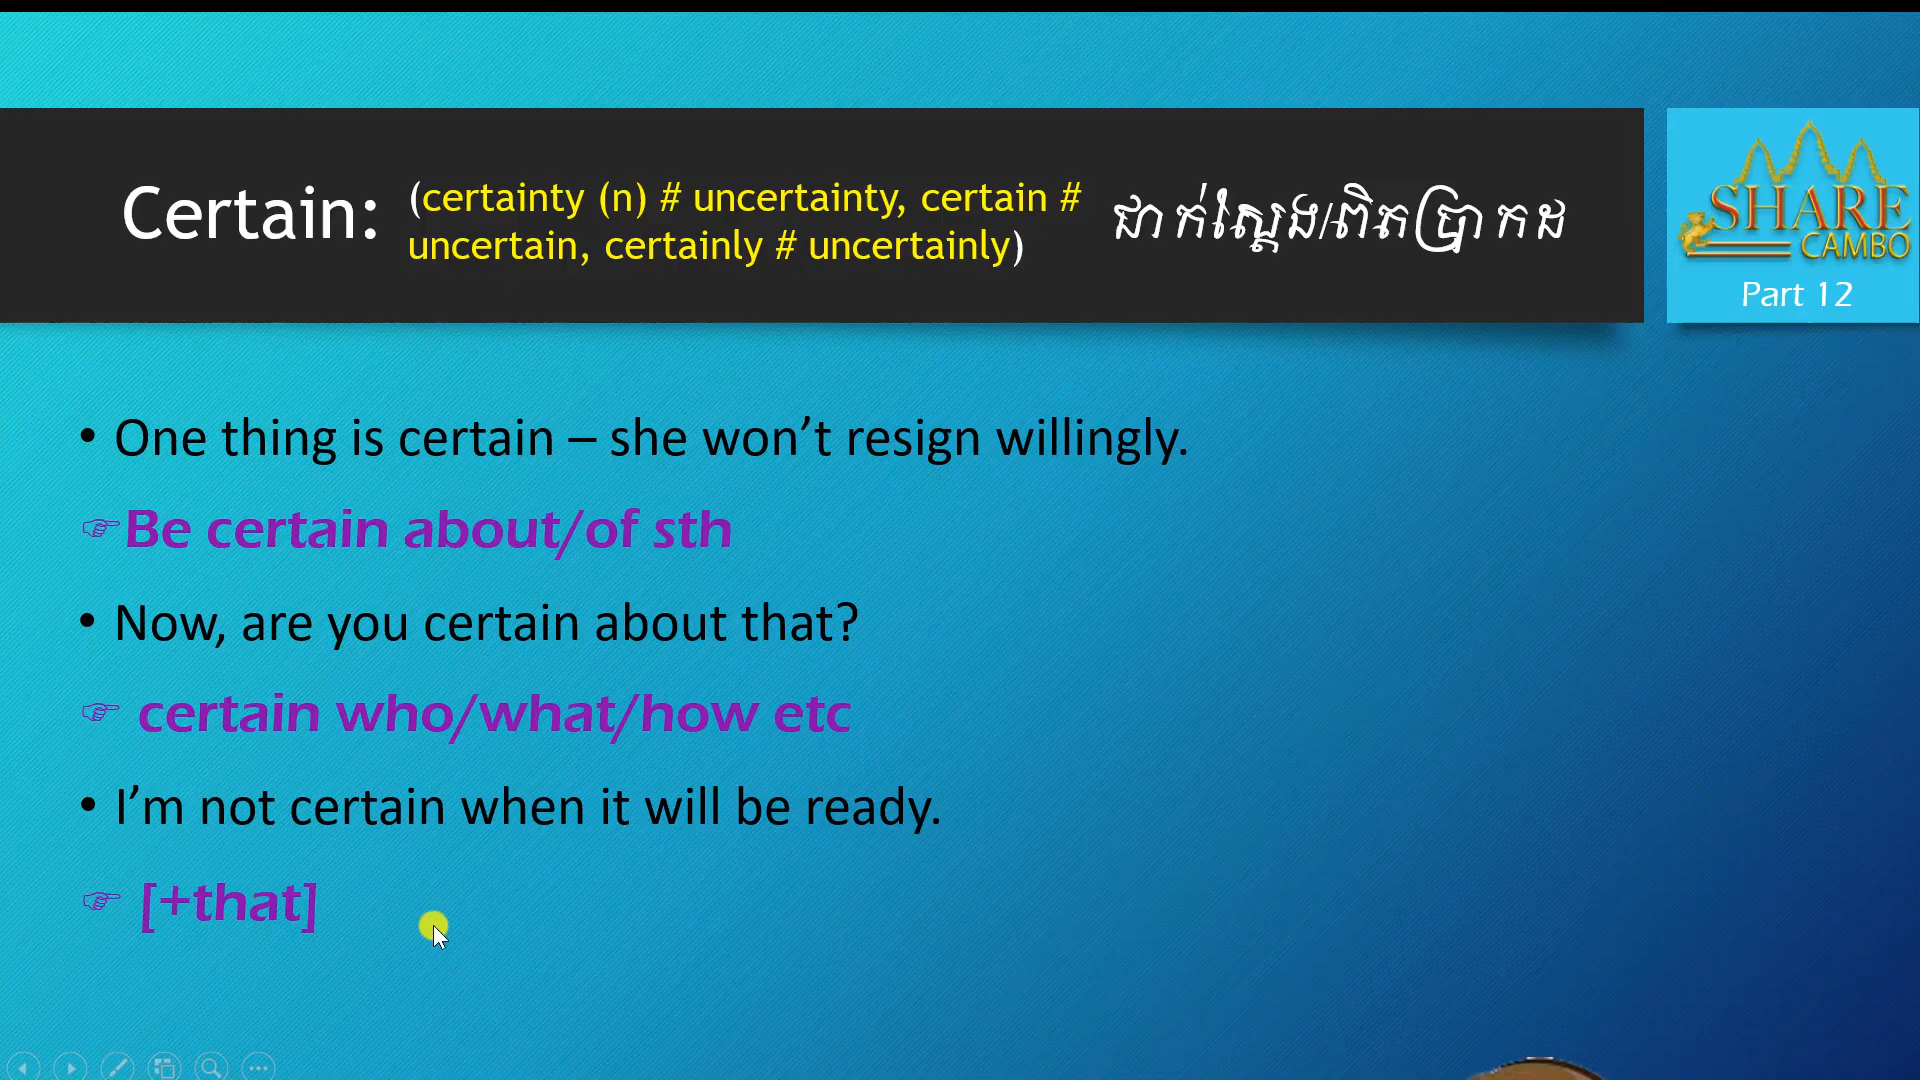 Certain:
(certainty (n) # uncertainty, certain #
uncertain, certainly # uncertainly)
ជាក់ស្តែង/ពិតប្រាកដ
SHARE
CAMBO
Part 12
• One thing is certain – she won’t resign willingly.
☞Be certain about/of sth
• Now, are you certain about that?
☞ certain who/what/how etc
• I’m not certain when it will be ready.
☞ [+that]